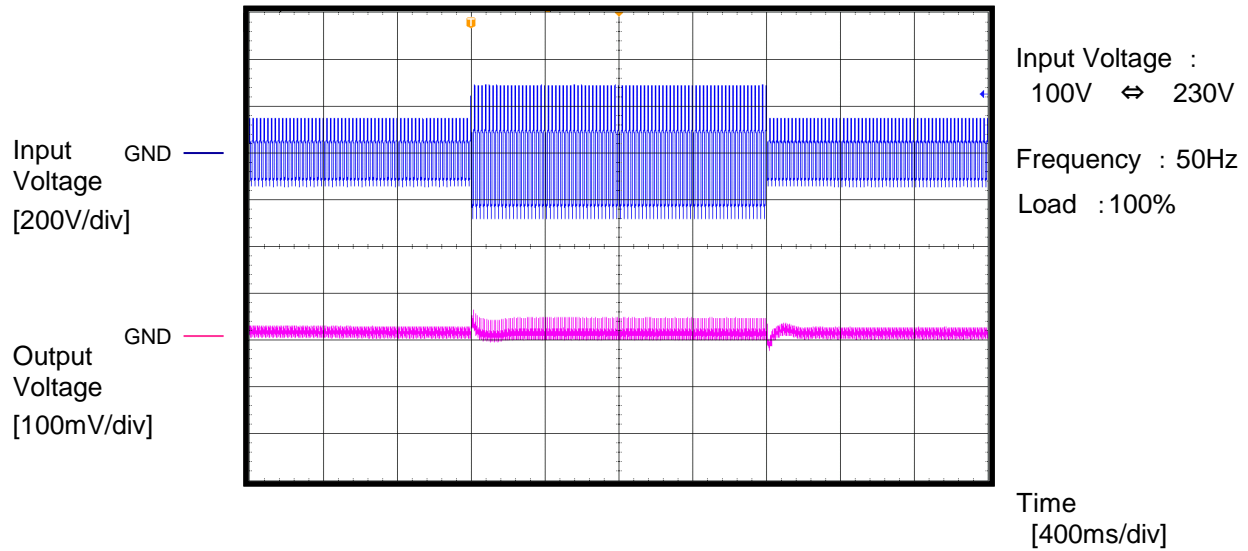 T
Input Voltage :
100V ⇔ 230V
Input
Voltage
[200V/div]
GND
Frequency : 50Hz
Load : 100%
GND
Output
Voltage
[100mV/div]
Time
[400ms/div]